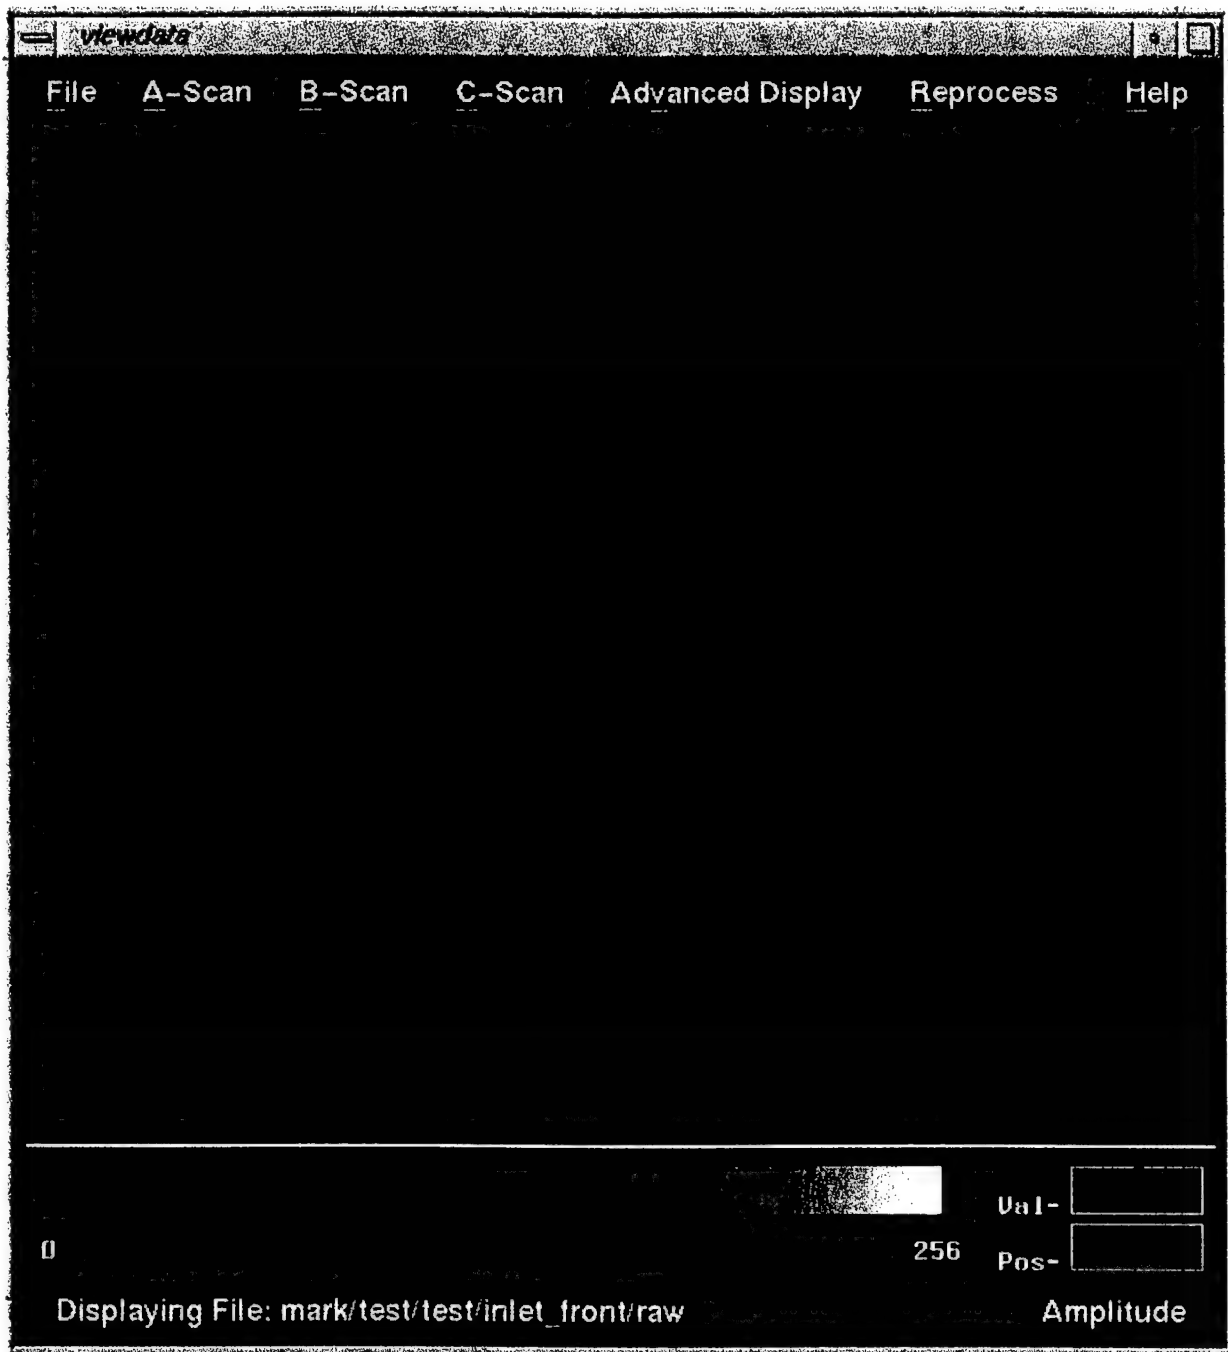 viewdata
File A-Scan B-Scan C-Scan Advanced Display Reprocess Help
Val-
0 256 Pos-
Displaying File: mark/test/test/inlet_front/raw Amplitude